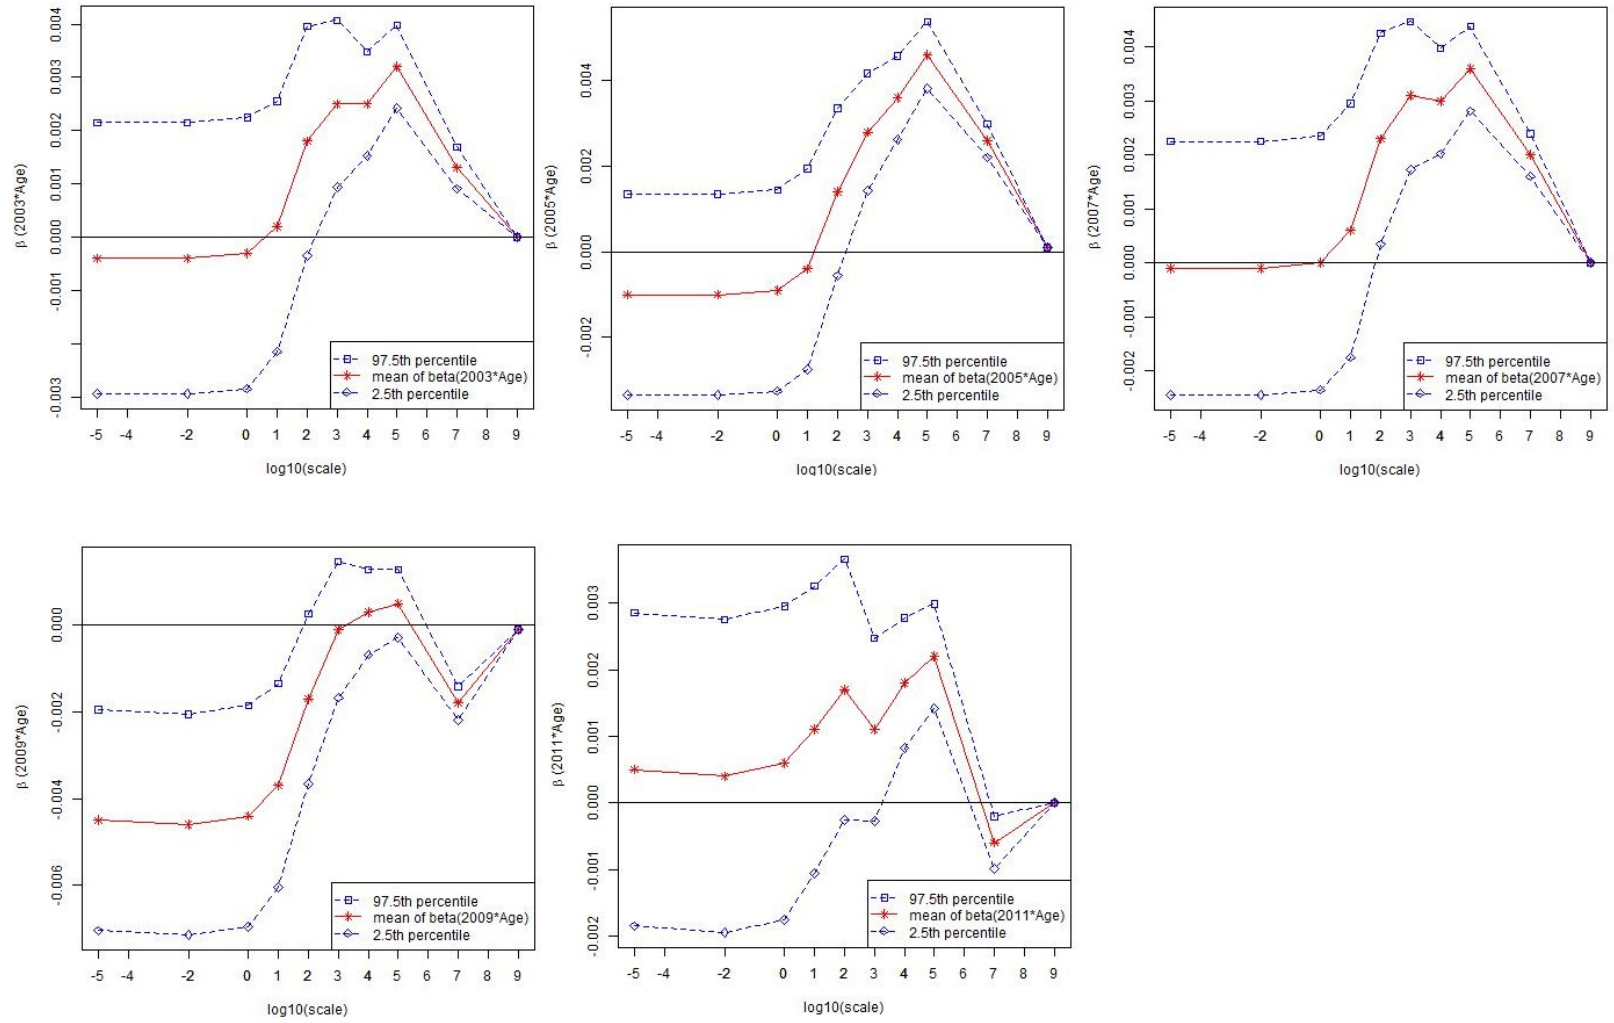 β (2003*Age)
0.004
0.003
0.002
0.001
0.000
-0.001
-0.003
97.5th percentile
mean of beta(2003*Age)
2.5th percentile
-5 -4 -2 0 1 2 3 4 5 6 7 8 9
log10(scale)
β (2005*Age)
0.004
0.002
0.000
-0.002
97.5th percentile
mean of beta(2005*Age)
2.5th percentile
-5 -4 -2 0 1 2 3 4 5 6 7 8 9
log10(scale)
β (2007*Age)
0.004
0.003
0.002
0.001
0.000
-0.001
-0.002
97.5th percentile
mean of beta(2007*Age)
2.5th percentile
-5 -4 -2 0 1 2 3 4 5 6 7 8 9
log10(scale)
β (2009*Age)
0.000
-0.002
-0.004
-0.006
97.5th percentile
mean of beta(2009*Age)
2.5th percentile
-5 -4 -2 0 1 2 3 4 5 6 7 8 9
log10(scale)
β (2011*Age)
0.003
0.002
0.001
0.000
-0.001
-0.002
97.5th percentile
mean of beta(2011*Age)
2.5th percentile
-5 -4 -2 0 1 2 3 4 5 6 7 8 9
log10(scale)